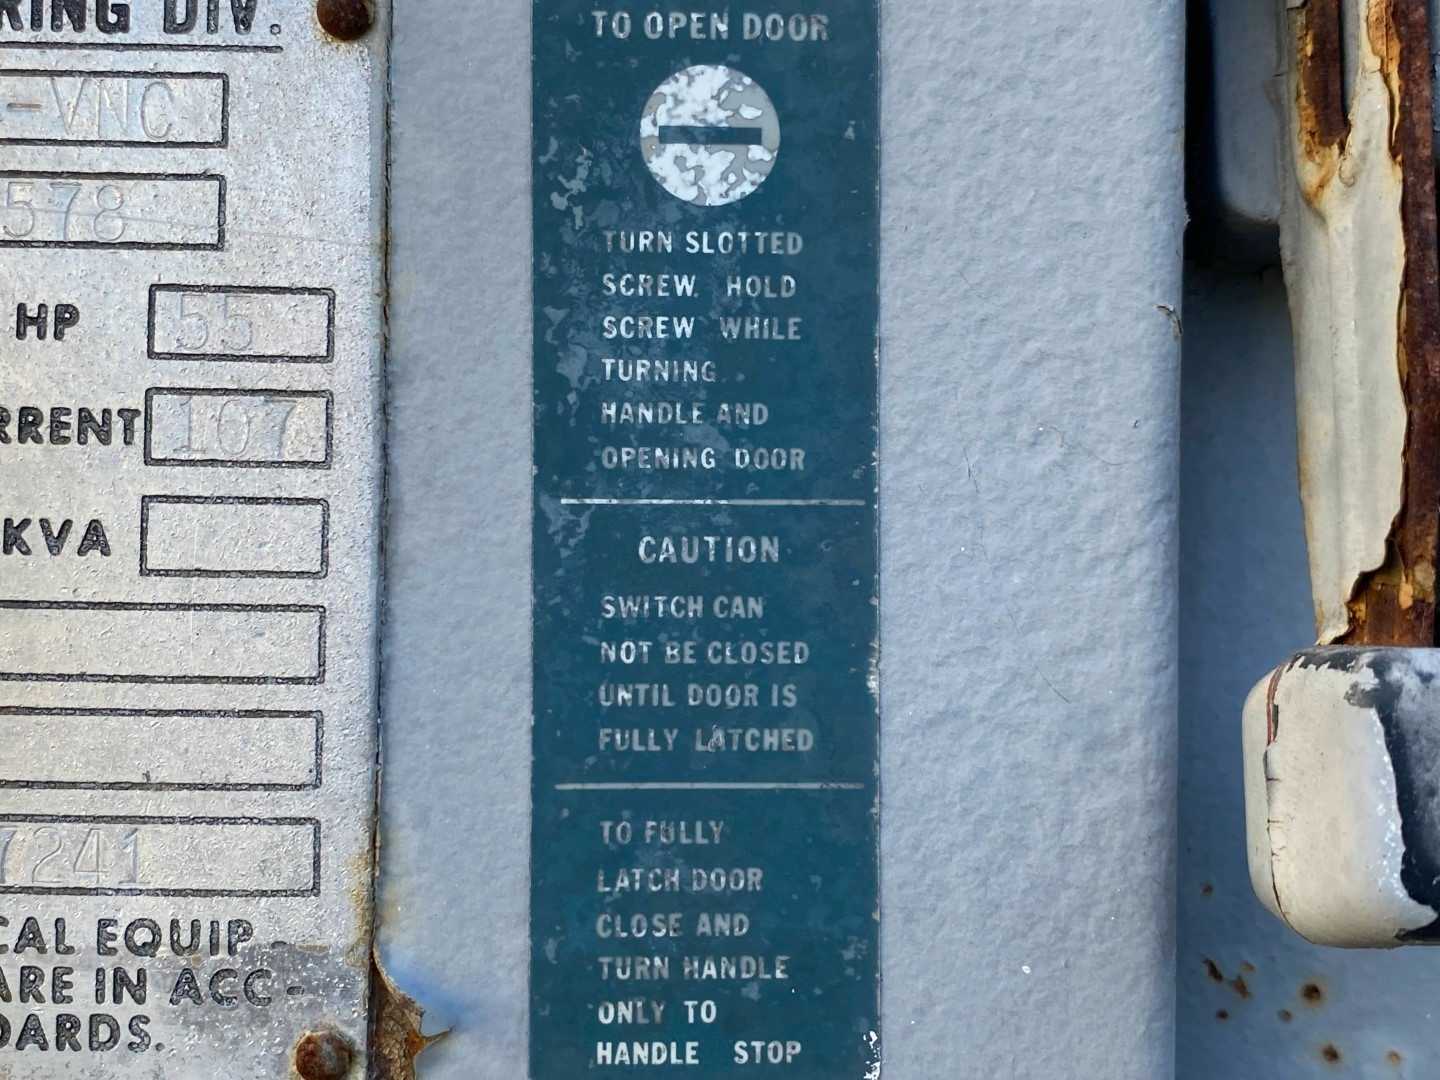 RING DIV.
-VNC
578
HP 55
RRENT 107
KVA
7241
CAL EQUIP -
ARE IN ACC-
DARDS.
TO OPEN DOOR
TURN SLOTTED
SCREW. HOLD
SCREW WHILE
TURNING
HANDLE AND
OPENING DOOR
CAUTION
SWITCH CAN
NOT BE CLOSED
UNTIL DOOR IS
FULLY LATCHED
TO FULLY
LATCH DOOR
CLOSE AND
TURN HANDLE
ONLY TO
HANDLE STOP